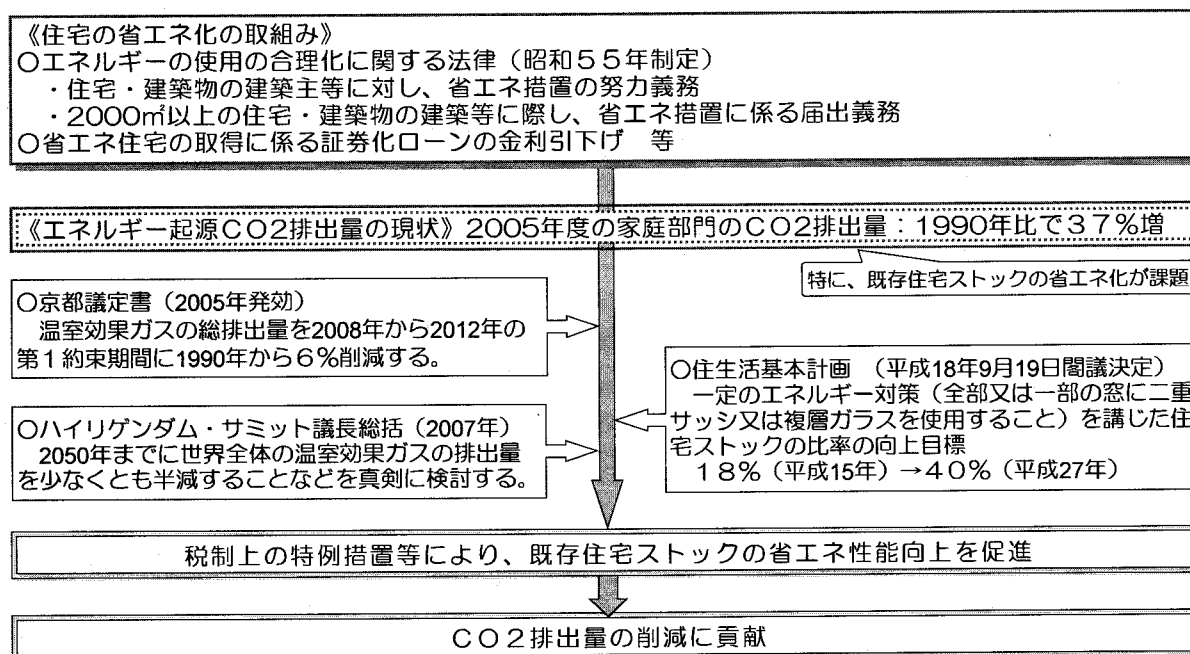 《住宅の省エネ化の取組み》
○エネルギーの使用の合理化に関する法律（昭和５５年制定）
・住宅・建築物の建築主等に対し、省エネ措置の努力義務
・2000㎡以上の住宅・建築物の建築等に際し、省エネ措置に係る届出義務
○省エネ住宅の取得に係る証券化ローンの金利引下げ　等
《エネルギー起源ＣＯ２排出量の現状》2005年度の家庭部門のＣＯ２排出量：1990年比で３７％増
特に、既存住宅ストックの省エネ化が課題
○京都議定書（2005年発効）
温室効果ガスの総排出量を2008年から2012年の
第１約束期間に1990年から６％削減する。
○住生活基本計画　（平成18年9月19日閣議決定）
一定のエネルギー対策（全部又は一部の窓に二重
サッシ又は複層ガラスを使用すること）を講じた住
宅ストックの比率の向上目標
１８％（平成15年）→４０％（平成27年）
○ハイリゲンダム・サミット議長総括（2007年）
2050年までに世界全体の温室効果ガスの排出量
を少なくとも半減することなどを真剣に検討する。
税制上の特例措置等により、既存住宅ストックの省エネ性能向上を促進
ＣＯ２排出量の削減に貢献